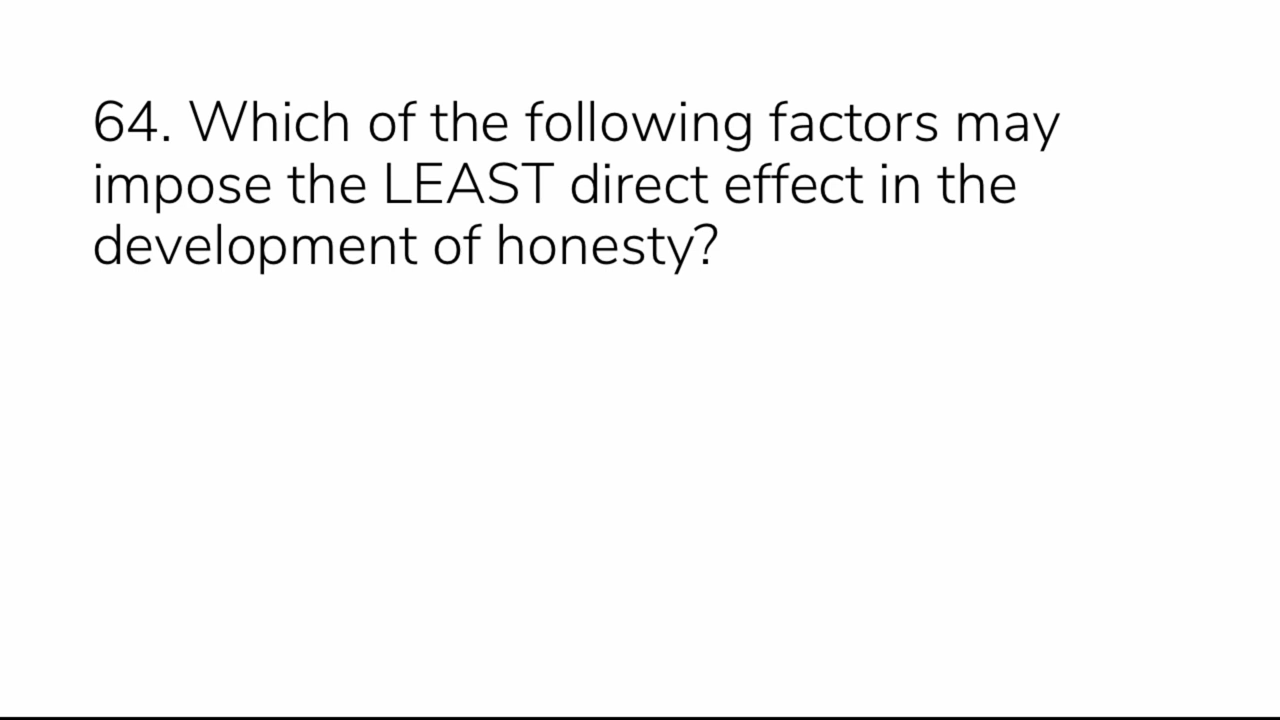 64. Which of the following factors may
impose the LEAST direct effect in the
development of honesty?